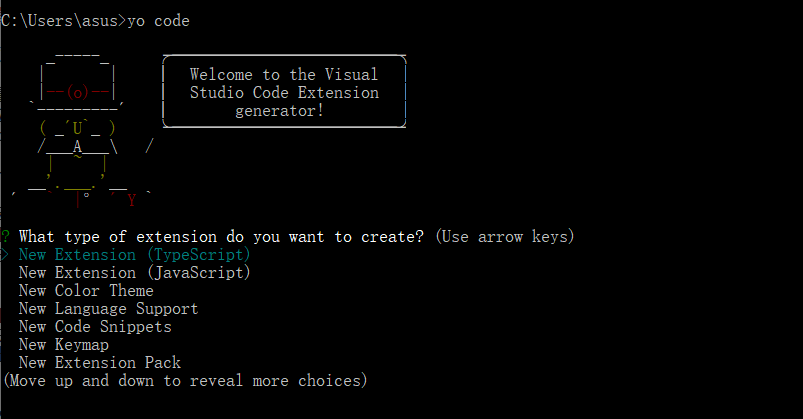 C:\Users\asus>yo code
Welcome to the Visual
Studio Code Extension
generator!
? What type of extension do you want to create? (Use arrow keys)
> New Extension (TypeScript)
New Extension (JavaScript)
New Color Theme
New Language Support
New Code Snippets
New Keymap
New Extension Pack
(Move up and down to reveal more choices)